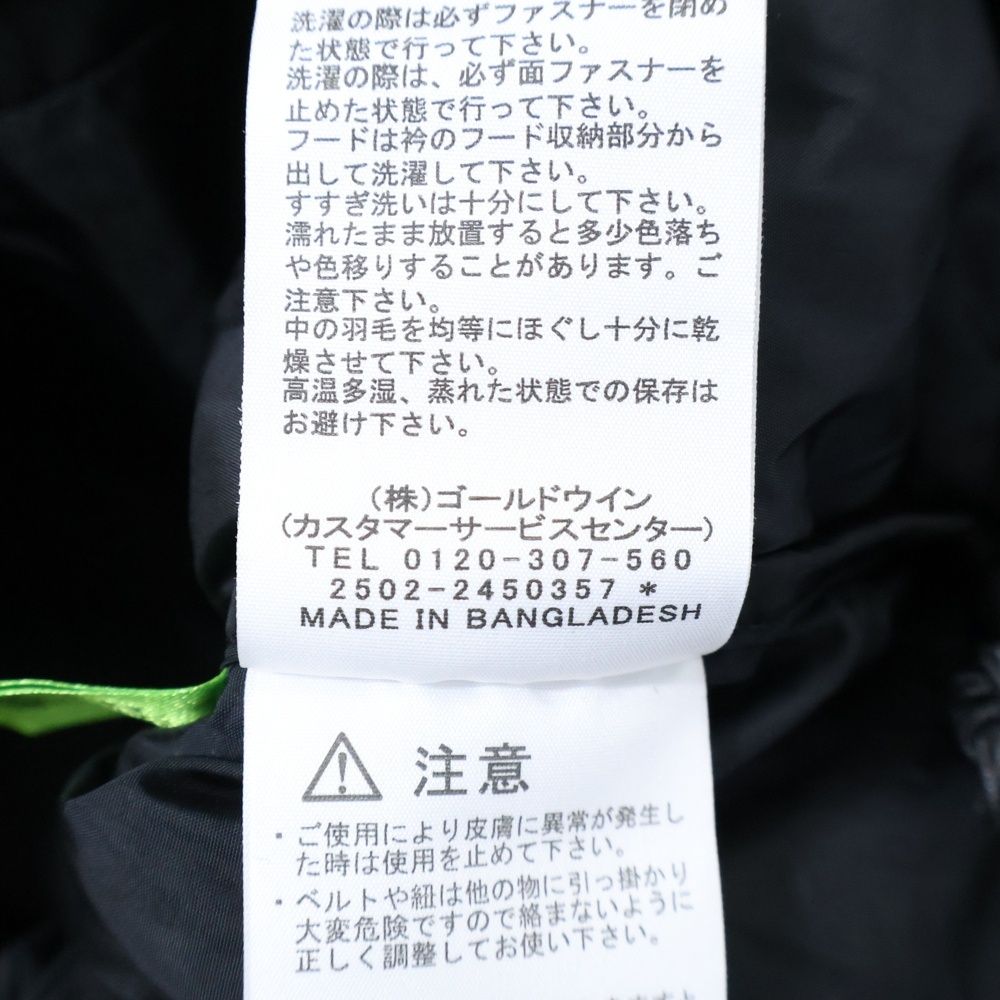 洗濯の際は必ずファスナーを閉め
た状態で行って下さい。
洗濯の際は、必ず面ファスナーを
止めた状態で行って下さい。
フードは衿のフード収納部分から
出して洗濯して下さい。
すすぎ洗いは十分にして下さい。
濡れたまま放置すると多少色落ち
や色移りすることがあります。ご
注意下さい。
中の羽毛を均等にほぐし十分に乾
燥させて下さい。
高温多湿、蒸れた状態での保存は
お避け下さい。
(株)ゴールドウイン
(カスタマーサービスセンター)
TEL 0120-307-560
2502-2450357 *
MADE IN BANGLADESH
注意
・ご使用により皮膚に異常が発生し
た時は使用を止めて下さい。
・ベルトや紐は他の物に引っ掛かり
大変危険ですので絡まないように
正しく調整してお使い下さい。